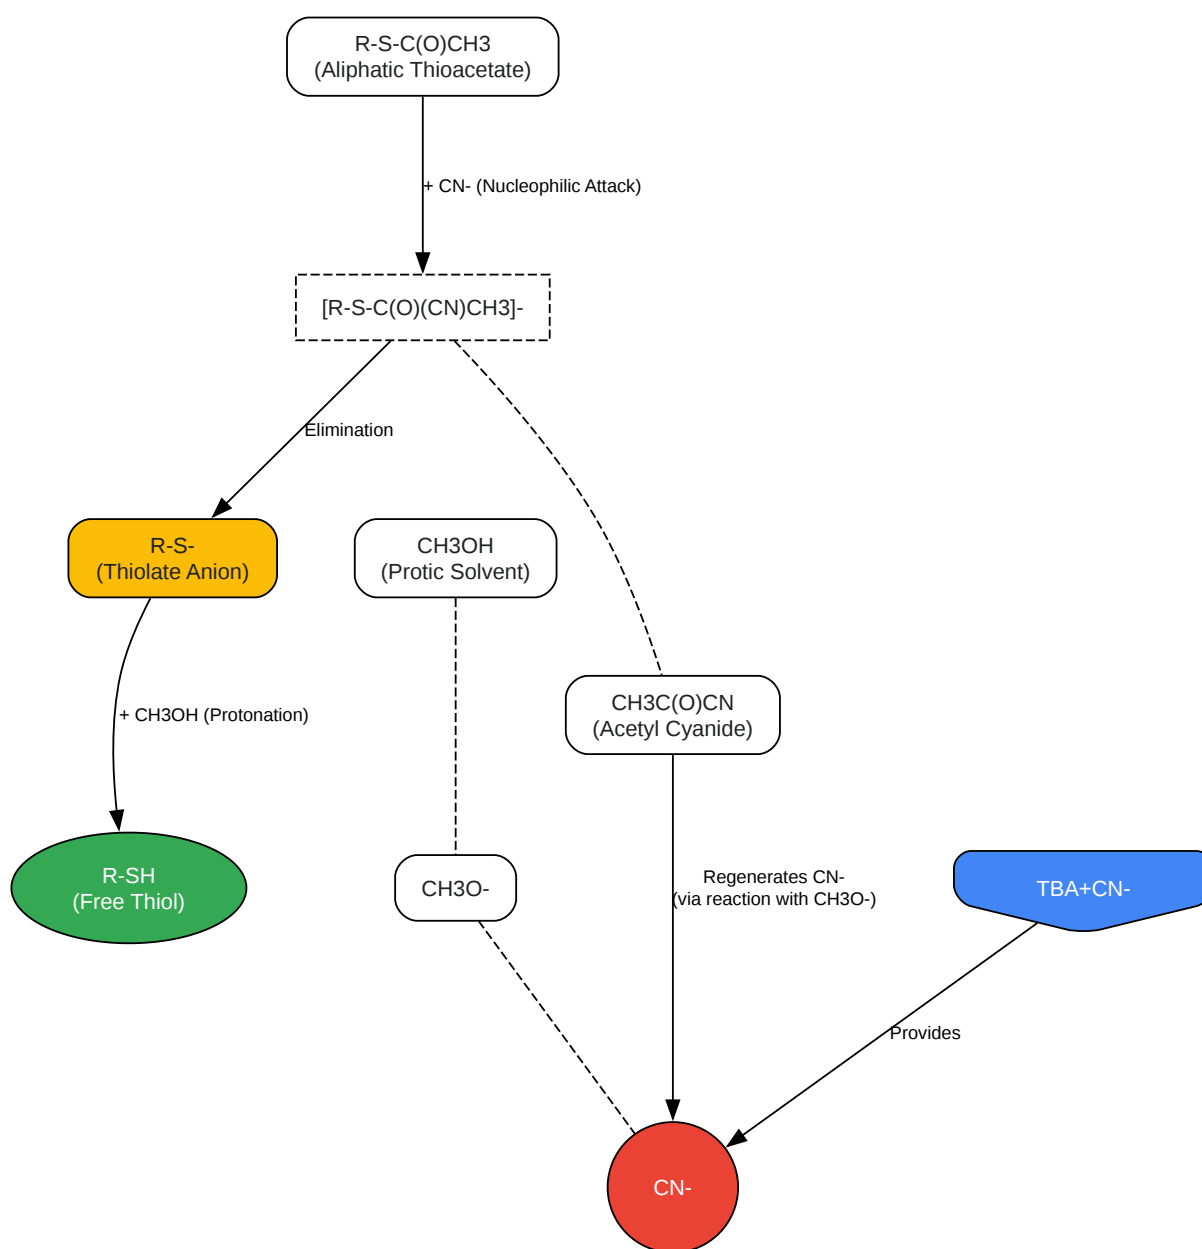 R-S-C(O)CH3
(Aliphatic Thioacetate)
+ CN- (Nucleophilic Attack)
[R-S-C(O)(CN)CH3]-
Elimination
R-S-
(Thiolate Anion)
CH3OH
(Protic Solvent)
+ CH3OH (Protonation)
CH3C(O)CN
(Acetyl Cyanide)
R-SH
(Free Thiol)
CH3O-
Regenerates CN-
(via reaction with CH3O-)
TBA+CN-
Provides
CN-